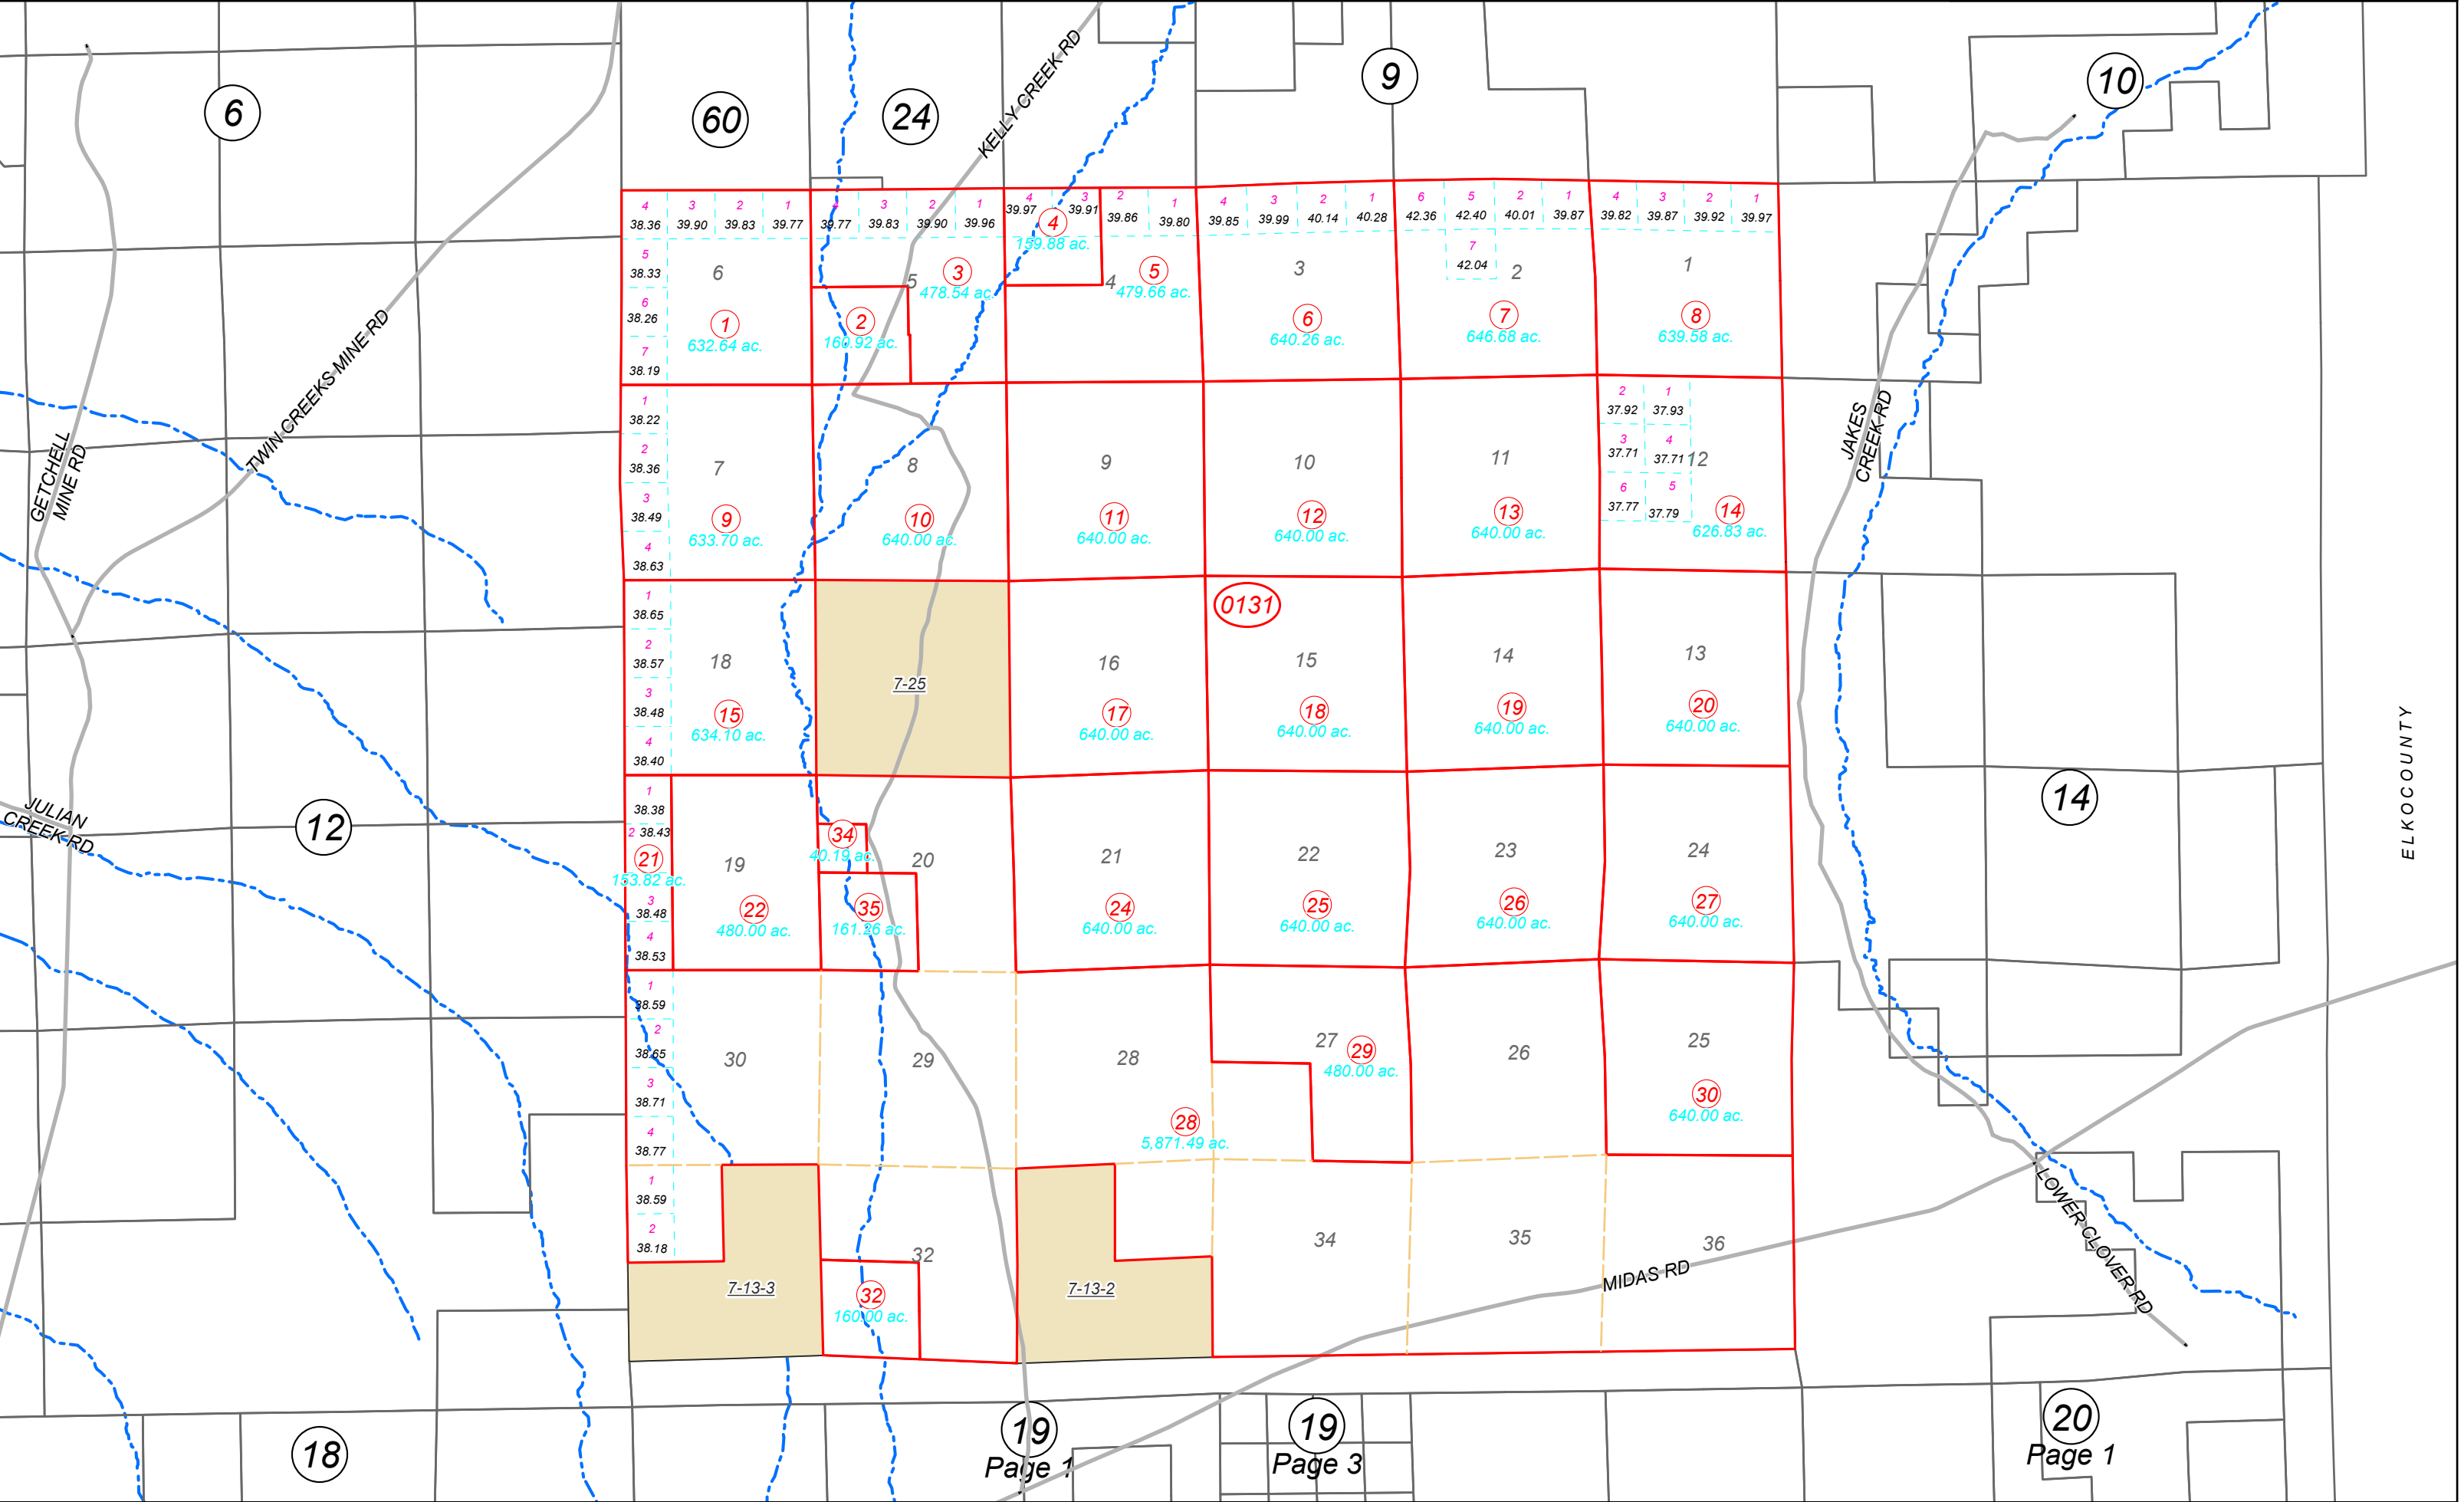 6
60
24
9
10
KELLY CREEK RD
4 3 2 1 4 3 2 1 4 3 2 1 4 3 2 1 6 5 2 1 4 3 2 1
38.36 39.90 39.83 39.77 39.77 39.83 39.90 39.96 39.97 39.91 39.86 39.80 39.85 39.99 40.14 40.28 42.36 42.40 40.01 39.87 39.82 39.87 39.92 39.97
4
159.88 ac.
5
38.33
6
38.26
7
38.19
6
1
632.64 ac.
5
3
478.54 ac.
2
160.92 ac.
4
5
479.66 ac.
3
6
640.26 ac.
7
42.04
2
7
646.68 ac.
1
8
639.58 ac.
TWIN CREEKS MINE RD
GETCHELL
MINE RD
JAKES
CREEK RD
1
38.22
2
38.36
3
38.49
4
38.63
7
9
633.70 ac.
8
10
640.00 ac.
9
11
640.00 ac.
10
12
640.00 ac.
11
13
640.00 ac.
2 1
37.92 37.93
3 4
37.71 37.71
6 5
37.77 37.79
12
14
626.83 ac.
1
38.65
2
38.57
3
38.48
4
38.40
18
15
634.10 ac.
7-25
16
17
640.00 ac.
0131
15
18
640.00 ac.
14
19
640.00 ac.
13
20
640.00 ac.
ELKO COUNTY
JULIAN
CREEK RD
12
14
1
38.38
2 38.43
21
153.82 ac.
3
38.48
4
38.53
19
22
480.00 ac.
34
40.19 ac.
20
35
161.26 ac.
21
24
640.00 ac.
22
25
640.00 ac.
23
26
640.00 ac.
24
27
640.00 ac.
1
38.59
2
38.65
3
38.71
4
38.77
30
29
28
28
5,871.49 ac.
27
29
480.00 ac.
26
25
30
640.00 ac.
1
38.59
2
38.18
7-13-3
32
32
160.00 ac.
7-13-2
34
35
36
MIDAS RD
LOWER CLOVER RD
18
19
Page 1
19
Page 3
20
Page 1